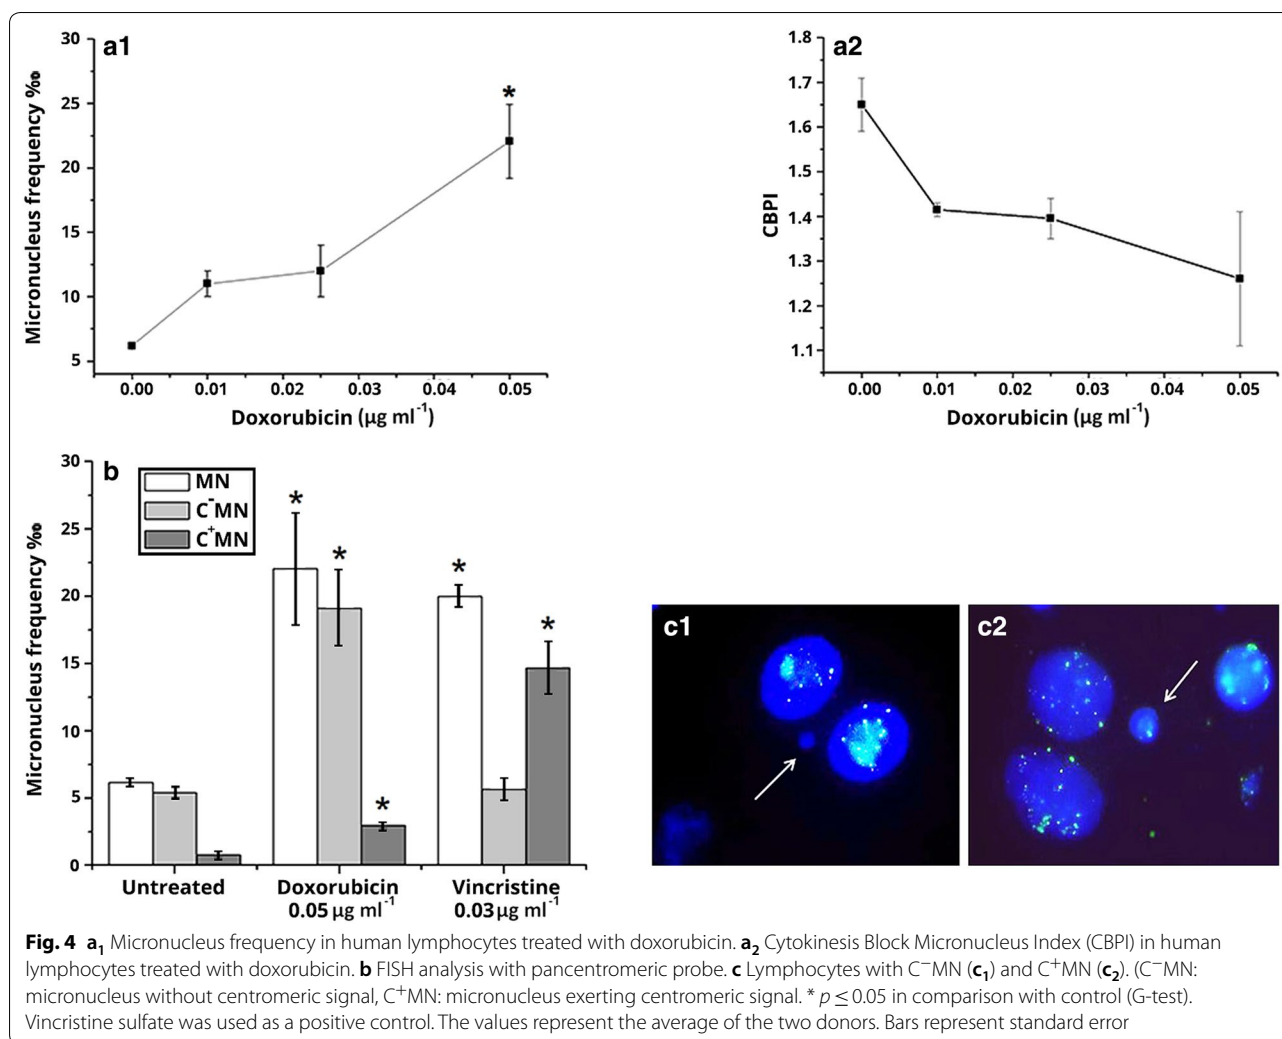 a1
Micronucleus frequency ‰
30
25
20
15
10
5
*
0.00 0.01 0.02 0.03 0.04 0.05
Doxorubicin (µg ml⁻¹)
a2
CBPI
1.8
1.7
1.6
1.5
1.4
1.3
1.2
1.1
0.00 0.01 0.02 0.03 0.04 0.05
Doxorubicin (µg ml⁻¹)
b
Micronucleus frequency ‰
30
25
20
15
10
5
0
MN
C⁻MN
C⁺MN
* * *
* *
Untreated
Doxorubicin
0.05 µg ml⁻¹
Vincristine
0.03 µg ml⁻¹
c1
c2
Fig. 4 a₁ Micronucleus frequency in human lymphocytes treated with doxorubicin. a₂ Cytokinesis Block Micronucleus Index (CBPI) in human
lymphocytes treated with doxorubicin. b FISH analysis with pancentromeric probe. c Lymphocytes with C⁻MN (c₁) and C⁺MN (c₂). (C⁻MN:
micronucleus without centromeric signal, C⁺MN: micronucleus exerting centromeric signal. * p ≤ 0.05 in comparison with control (G-test).
Vincristine sulfate was used as a positive control. The values represent the average of the two donors. Bars represent standard error